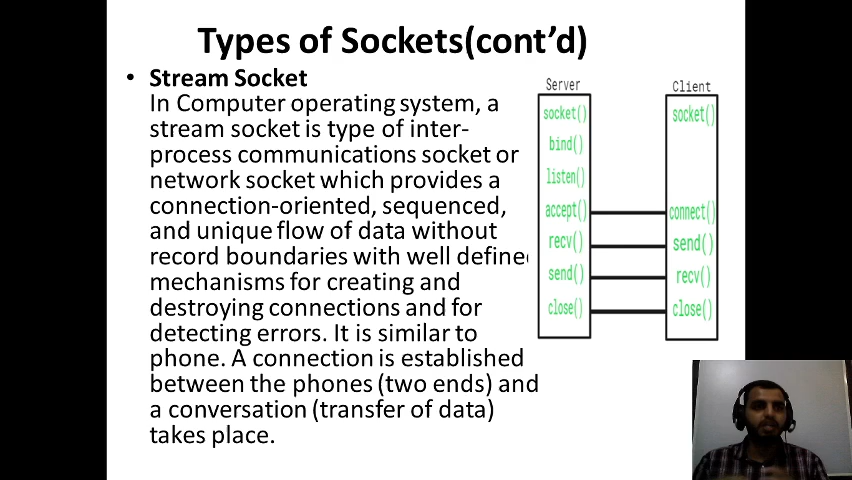 Types of Sockets(cont’d)
• Stream Socket
In Computer operating system, a
stream socket is type of inter-
process communications socket or
network socket which provides a
connection-oriented, sequenced,
and unique flow of data without
record boundaries with well define
mechanisms for creating and
destroying connections and for
detecting errors. It is similar to
phone. A connection is established
between the phones (two ends) and
a conversation (transfer of data)
takes place.
Server
socket()
bind()
listen()
accept()
recv()
send()
close()
Client
socket()
connect()
send()
recv()
close()